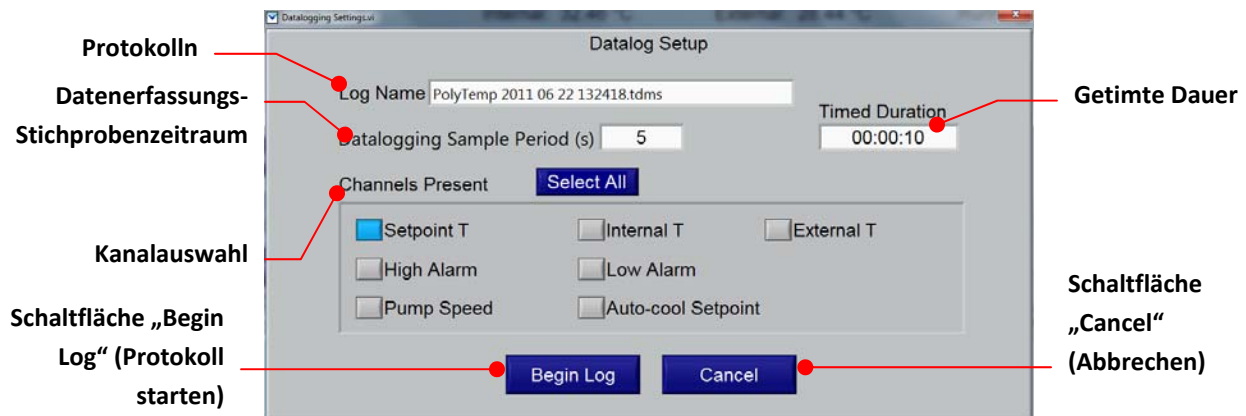 Datalogging Settings.vi
Datalog Setup
Protokolln
Log Name PolyTemp 2011 06 22 132418.tdms
Datenerfassungs-
Stichprobenzeitraum
Datalogging Sample Period (s) 5
Timed Duration
00:00:10
Getimte Dauer
Channels Present Select All
Kanalauswahl
Setpoint T Internal T External T
High Alarm Low Alarm
Pump Speed Auto-cool Setpoint
Schaltfläche „Begin
Log“ (Protokoll
starten)
Begin Log Cancel
Schaltfläche
„Cancel“
(Abbrechen)